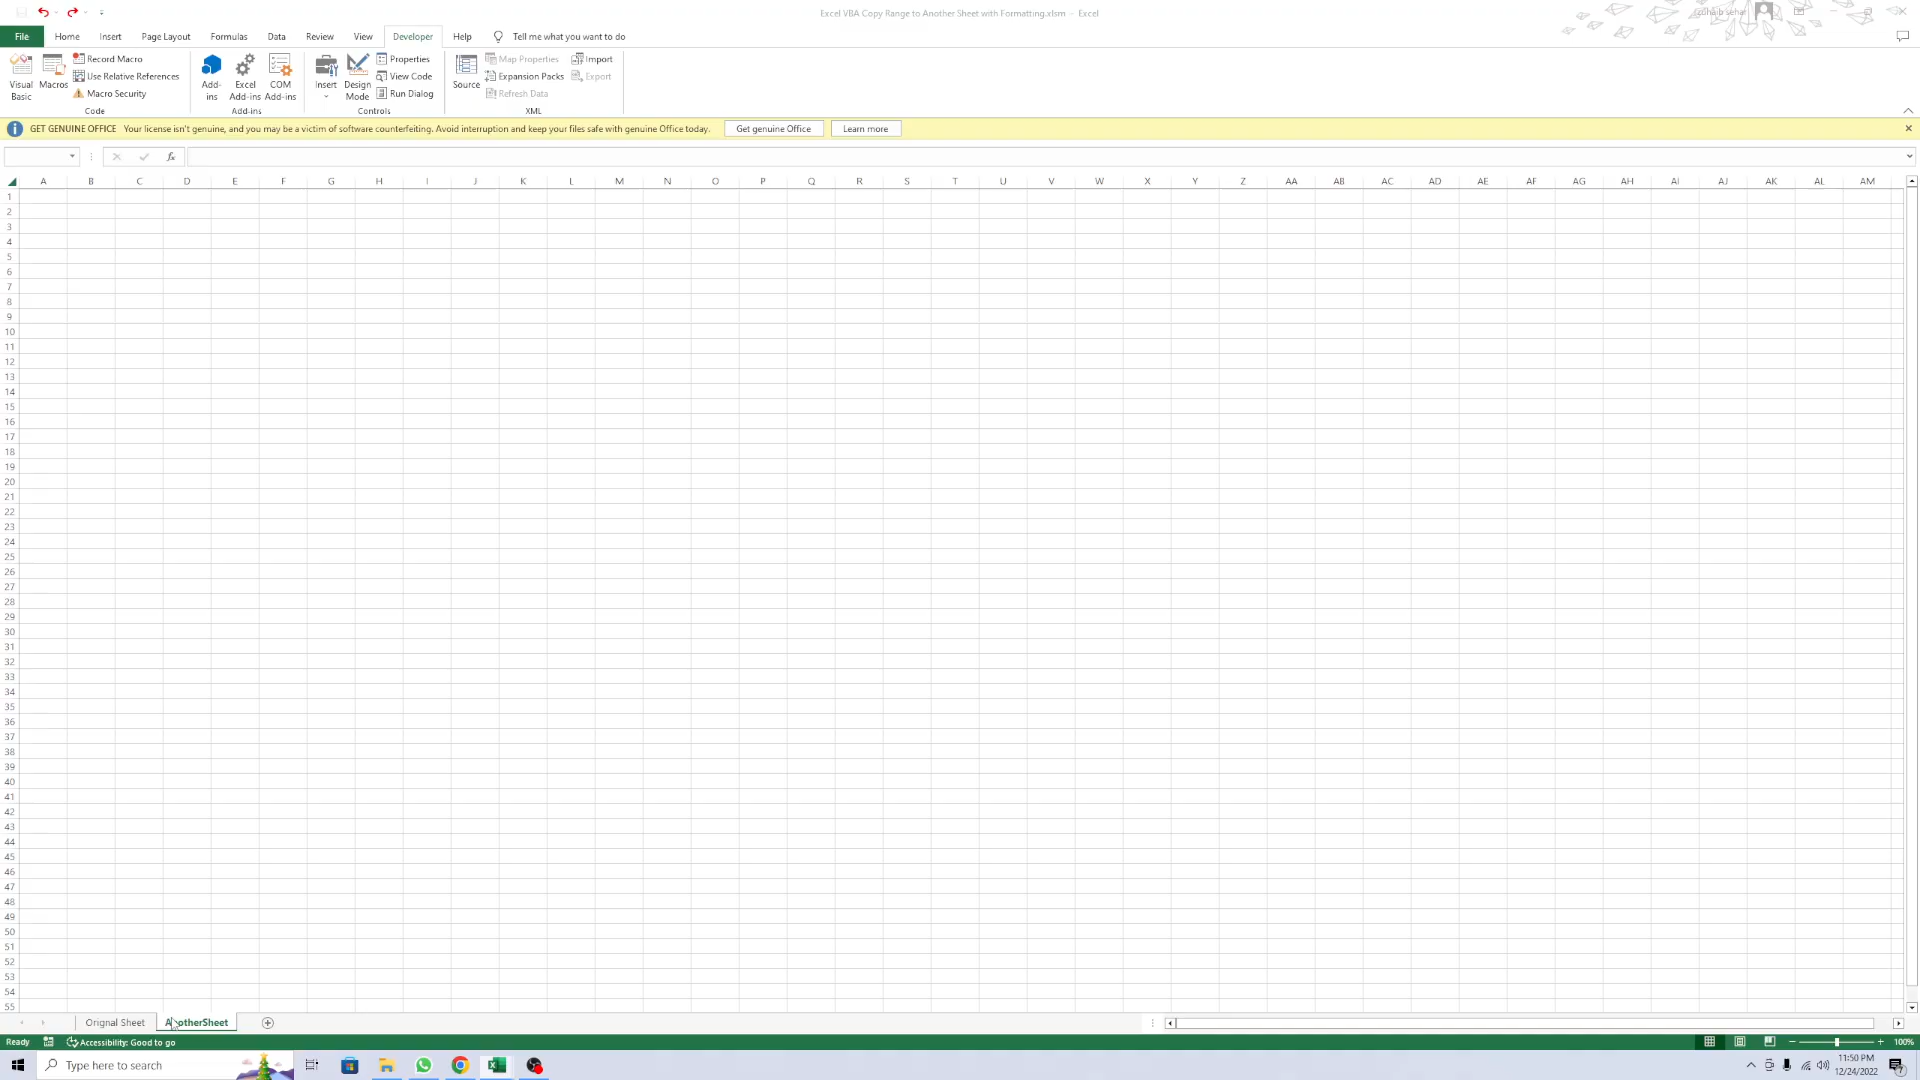 Excel VBA Copy Range to Another Sheet with Formatting.xlsm - Excel
File Home Insert Page Layout Formulas Data Review View Developer Help Tell me what you want to do
Visual Basic
Macros
Record Macro
Use Relative References
Macro Security
Code
Add-ins
Excel Add-ins
COM Add-ins
Add-ins
Insert
Design Mode
Properties
View Code
Run Dialog
Controls
Source
Map Properties
Expansion Packs
Refresh Data
Import
Export
XML
GET GENUINE OFFICE Your license isn't genuine, and you may be a victim of software counterfeiting. Avoid interruption and keep your files safe with genuine Office today. Get genuine Office Learn more
fx
A B C D E F G H I J K L M N O P Q R S T U V W X Y Z AA AB AC AD AE AF AG AH AI AJ AK AL AM
1
2
3
4
5
6
7
8
9
10
11
12
13
14
15
16
17
18
19
20
21
22
23
24
25
26
27
28
29
30
31
32
33
34
35
36
37
38
39
40
41
42
43
44
45
46
47
48
49
50
51
52
53
54
55
Orignal Sheet AnotherSheet
Ready Accessibility: Good to go 100%
Type here to search
11:50 PM
12/24/2022